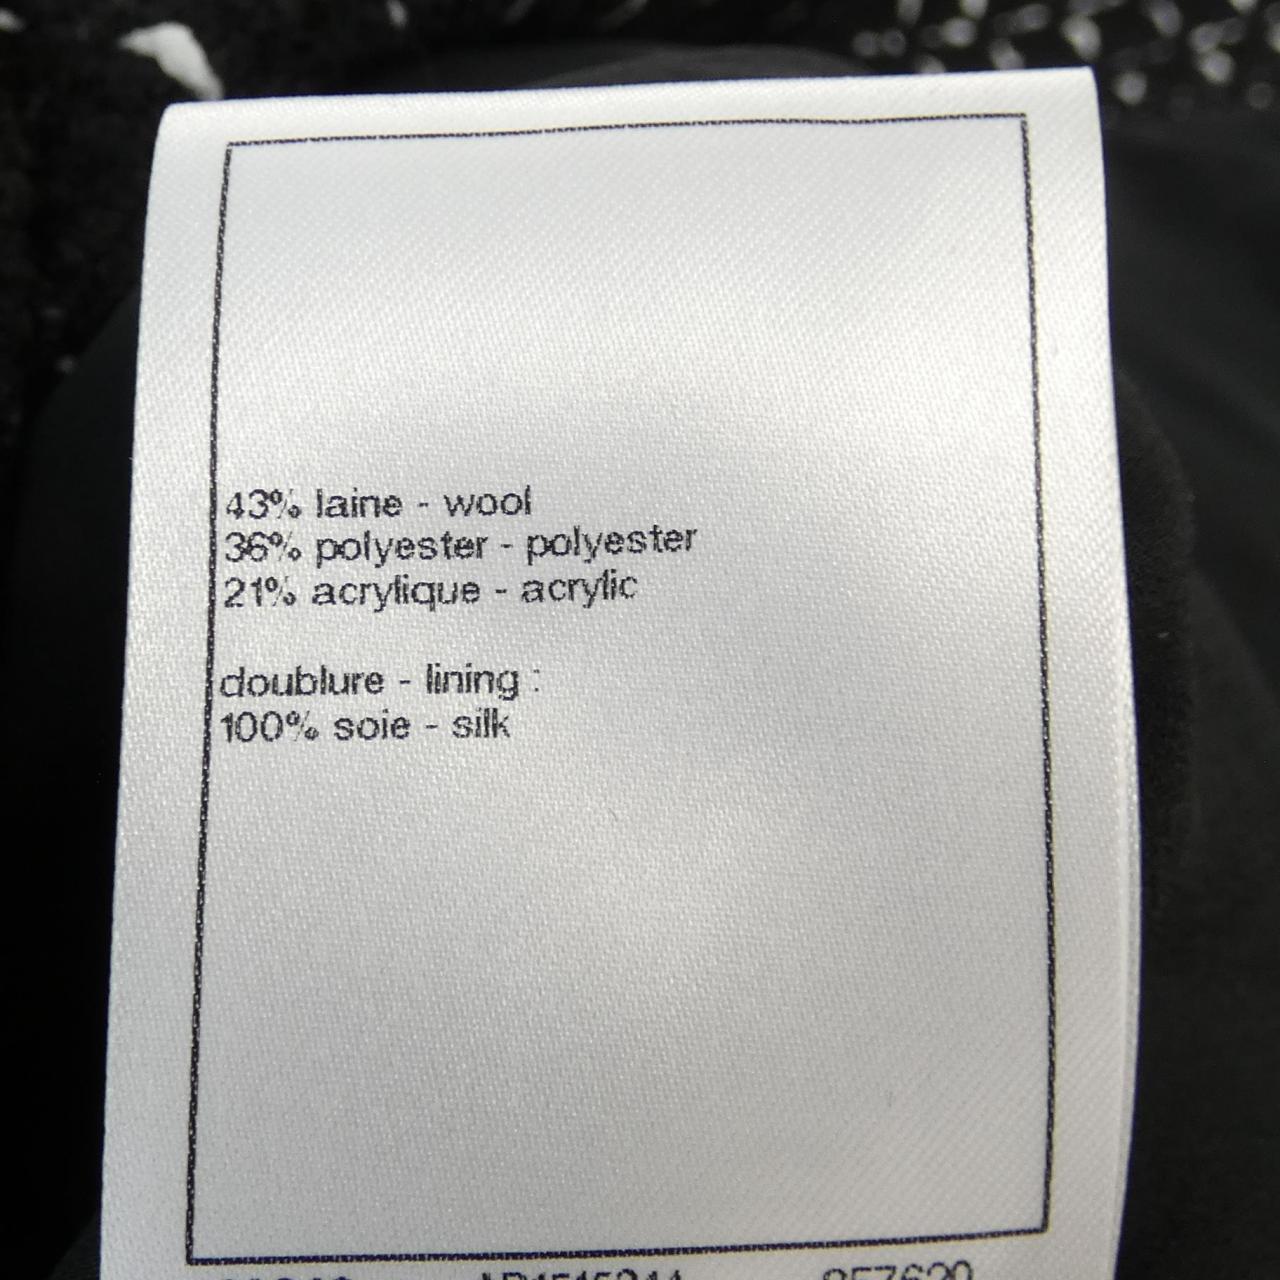 43% laine - wool
36% polyester - polyester
21% acrylique - acrylic
doublure - lining :
100% soie - silk